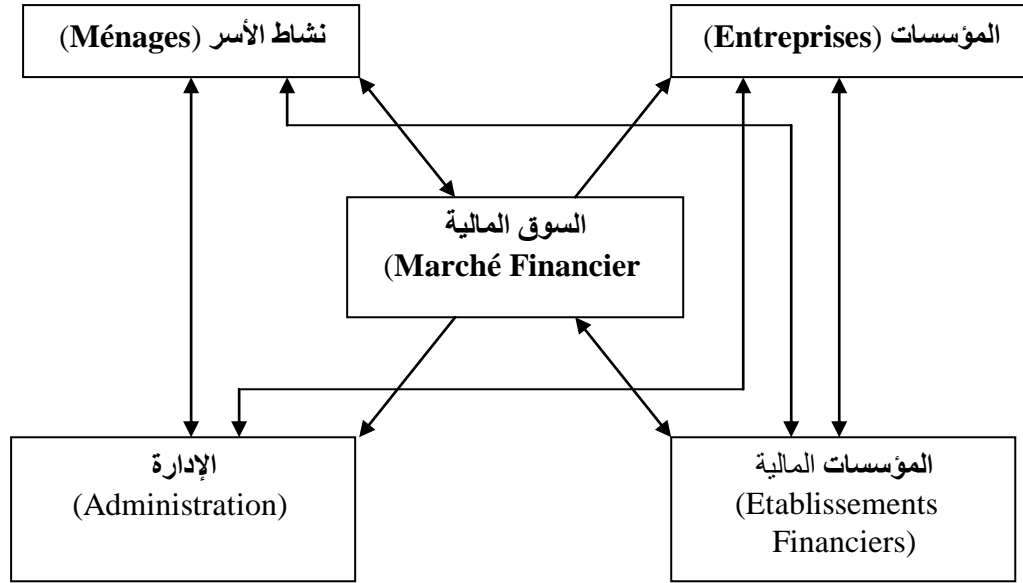 نشاط الأسر (Ménages)
المؤسسات (Entreprises)
السوق المالية
(Marché Financier
الإدارة
(Administration)
المؤسسات المالية
(Etablissements
Financiers)